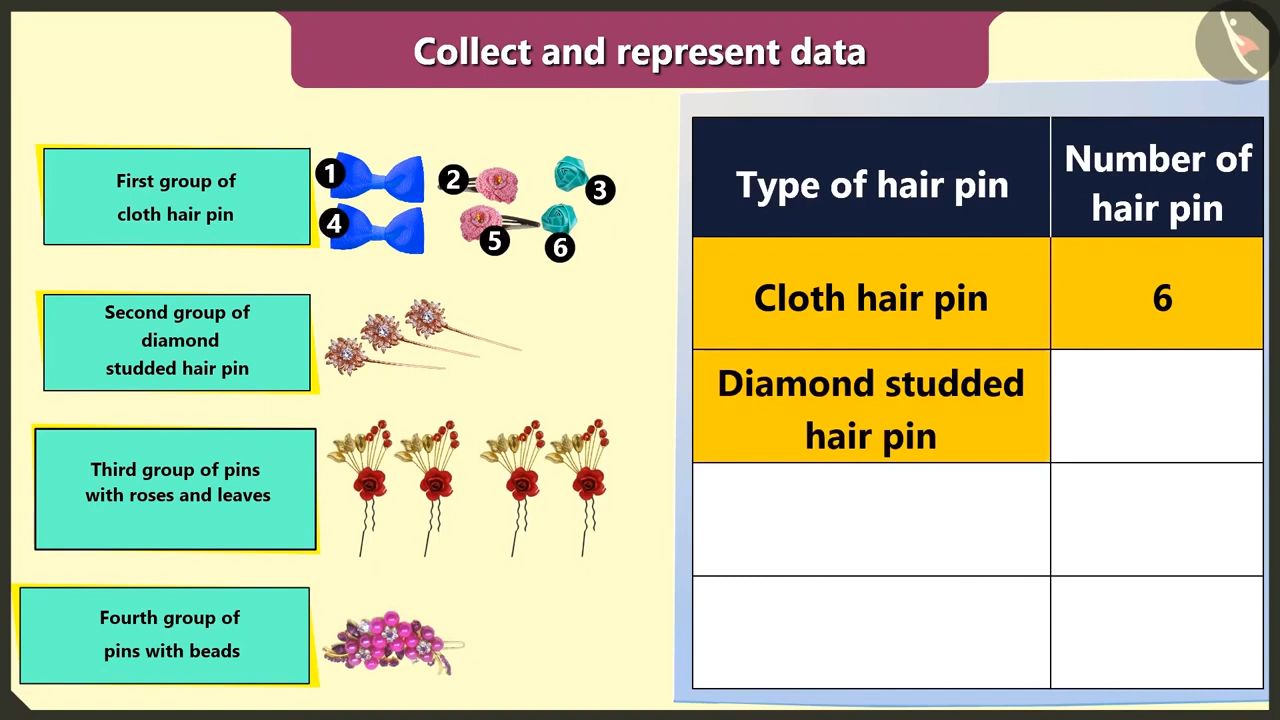 Collect and represent data
First group of
cloth hair pin
1
2
3
4
5
6
Second group of
diamond
studded hair pin
Third group of pins
with roses and leaves
Fourth group of
pins with beads
Type of hair pin
Number of
hair pin
Cloth hair pin
6
Diamond studded
hair pin